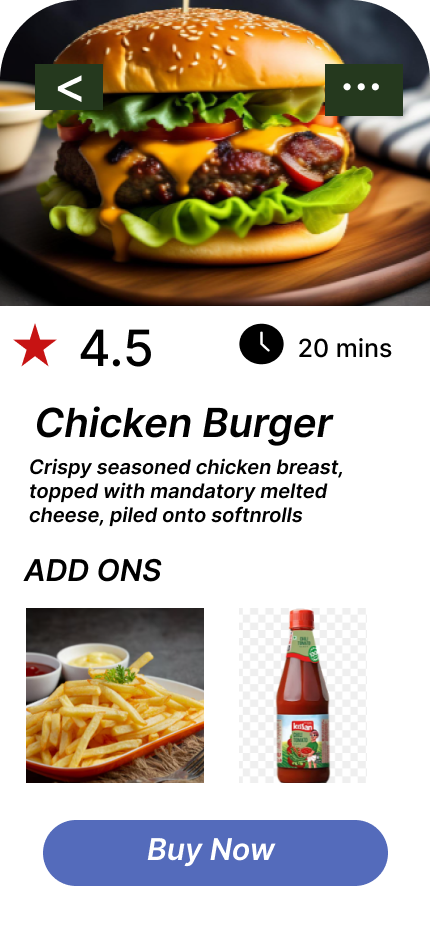 <
...
4.5
20 mins
Chicken Burger
Crispy seasoned chicken breast,
topped with mandatory melted
cheese, piled onto softnrolls
ADD ONS
Buy Now